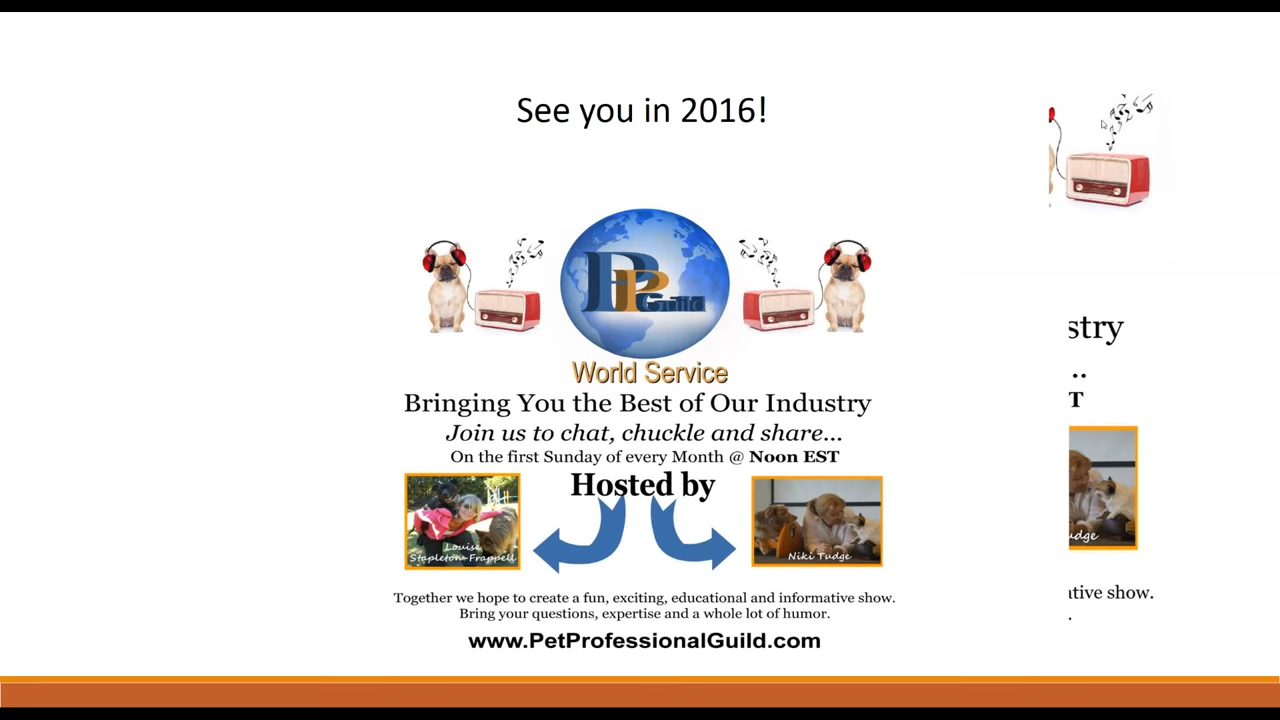 See you in 2016!
PP Guild
World Service
Bringing You the Best of Our Industry
Join us to chat, chuckle and share...
On the first Sunday of every Month @ Noon EST
Hosted by
Louise
Stapleton-Frappell
Niki Tudge
Together we hope to create a fun, exciting, educational and informative show.
Bring your questions, expertise and a whole lot of humor.
www.PetProfessionalGuild.com
stry
..
T
udge
ative show.
.